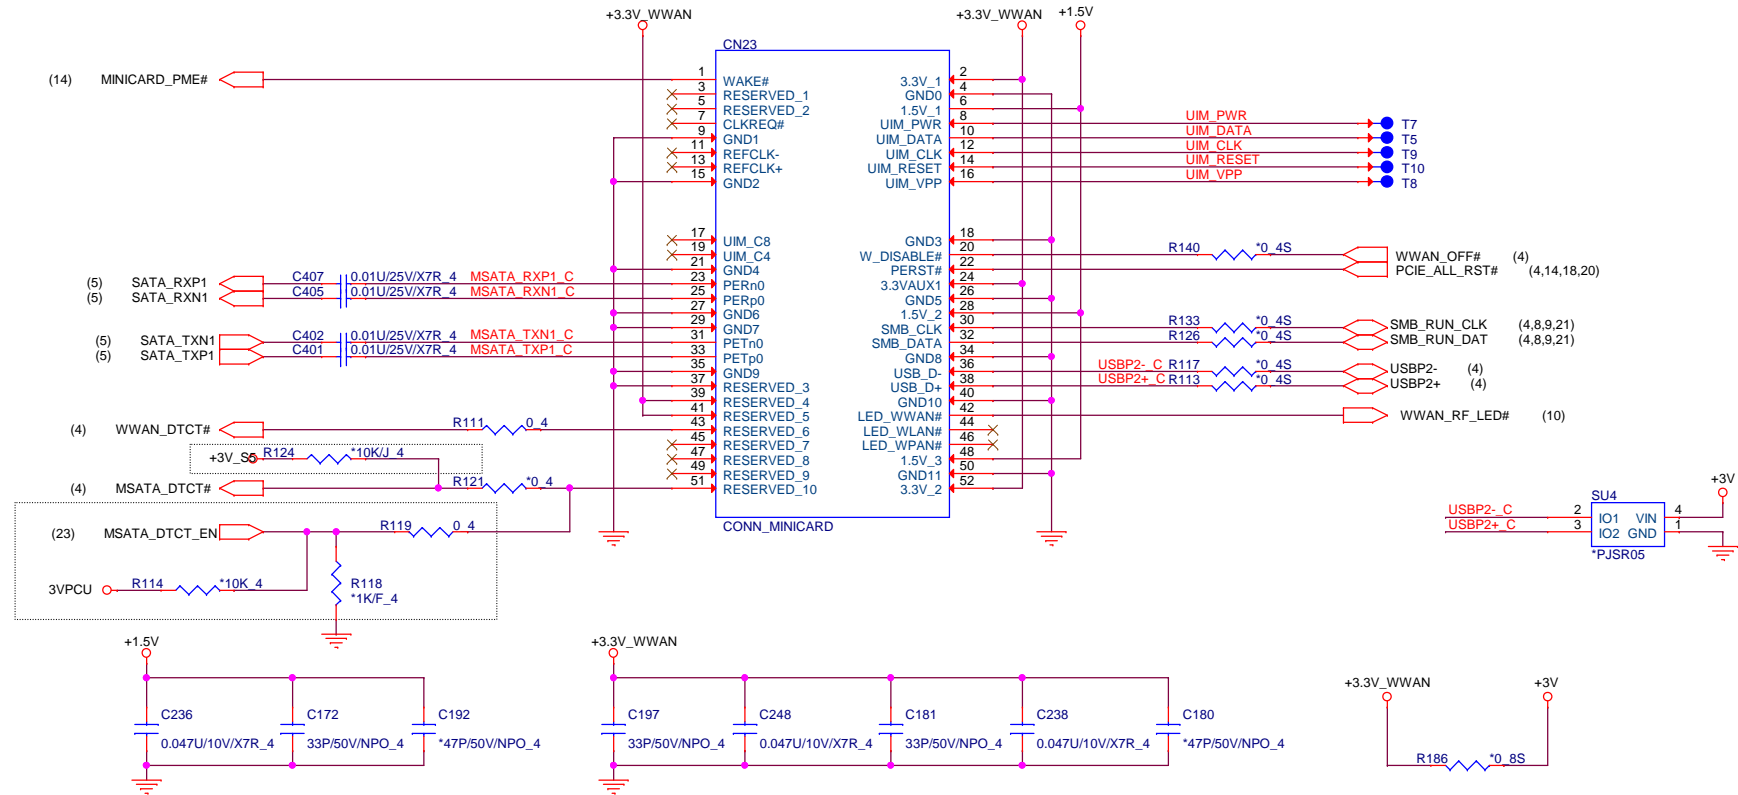 +3.3V_WWAN
+3.3V_WWAN
+1.5V
CN23
(14) MINICARD_PME# 1 WAKE# 3.3V_1 2
3 RESERVED_1 GND0 4
5 RESERVED_2 1.5V_1 6
7 CLKREQ# UIM_PWR 8 UIM_PWR T7
9 GND1 UIM_DATA 10 UIM_DATA T5
11 REFCLK- UIM_CLK 12 UIM_CLK T9
13 REFCLK+ UIM_RESET 14 UIM_RESET T10
15 GND2 UIM_VPP 16 UIM_VPP T8
17 UIM_C8 GND3 18
19 UIM_C4 W_DISABLE# 20 R140 *0_4S WWAN_OFF# (4)
21 GND4 PERST# 22 PCIE_ALL_RST# (4,14,18,20)
(5) SATA_RXP1 C407 0.01U/25V/X7R_4 MSATA_RXP1_C 23 PERn0 3.3VAUX1 24
(5) SATA_RXN1 C405 0.01U/25V/X7R_4 MSATA_RXN1_C 25 PERp0 GND5 26
27 GND6 1.5V_2 28
29 GND7 SMB_CLK 30 R133 *0_4S SMB_RUN_CLK (4,8,9,21)
(5) SATA_TXN1 C402 0.01U/25V/X7R_4 MSATA_TXN1_C 31 PETn0 SMB_DATA 32 R126 *0_4S SMB_RUN_DAT (4,8,9,21)
(5) SATA_TXP1 C401 0.01U/25V/X7R_4 MSATA_TXP1_C 33 PETp0 GND8 34
35 GND9 USB_D- 36 USBP2-_C R117 *0_4S USBP2- (4)
37 RESERVED_3 USB_D+ 38 USBP2+_C R113 *0_4S USBP2+ (4)
39 RESERVED_4 GND10 40
41 RESERVED_5 LED_WWAN# 42 WWAN_RF_LED# (10)
(4) WWAN_DTCT# R111 0_4 43 RESERVED_6 LED_WLAN# 44
45 RESERVED_7 LED_WPAN# 46
+3V_S5 R124 *10K/J_4 47 RESERVED_8 1.5V_3 48
49 RESERVED_9 GND11 50
(4) MSATA_DTCT# R121 *0_4 51 RESERVED_10 3.3V_2 52
CONN_MINICARD
(23) MSATA_DTCT_EN R119 0_4
3VPCU R114 *10K_4 R118
*1K/F_4
+3V
SU4
USBP2-_C 2 IO1 VIN 4
USBP2+_C 3 IO2 GND 1
*PJSR05
+1.5V
C236 C172 C192
0.047U/10V/X7R_4 33P/50V/NPO_4 *47P/50V/NPO_4
+3.3V_WWAN
C197 C248 C181 C238 C180
33P/50V/NPO_4 0.047U/10V/X7R_4 33P/50V/NPO_4 0.047U/10V/X7R_4 *47P/50V/NPO_4
+3.3V_WWAN +3V
R186 *0_8S